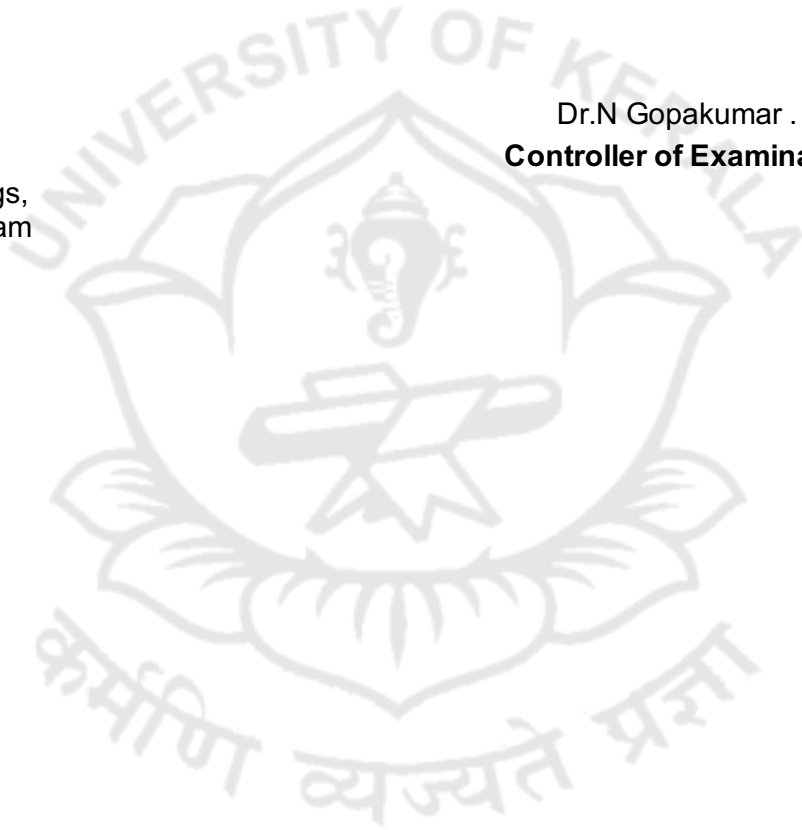 UNIVERSITY OF KERALA
Dr.N Gopakumar .
Controller of Examina
gs,
am
कर्मणि व्यज्यते प्रज्ञा